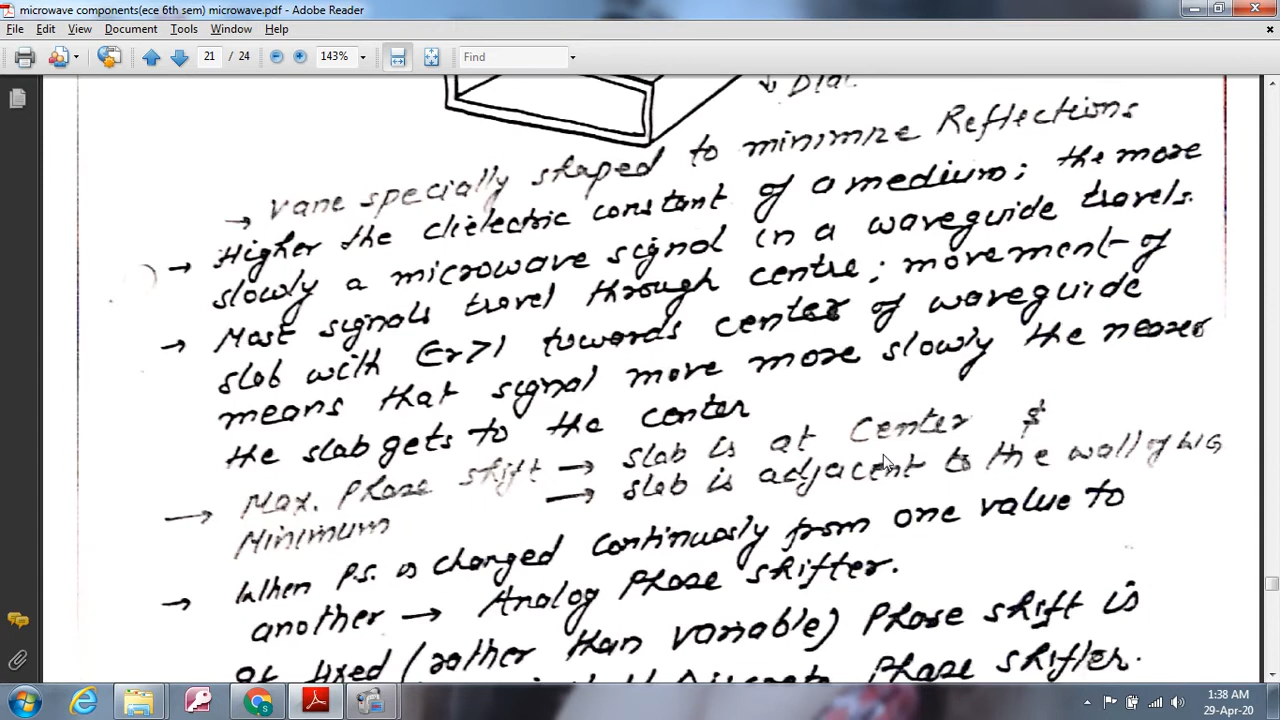 microwave components(ece 6th sem) microwave.pdf - Adobe Reader
File Edit View Document Tools Window Help
21 / 24 143% Find
→ vane specially shaped to minimize Reflections
→ Higher the dielectric constant of a medium; the more
slowly a microwave signal in a waveguide travels.
→ Most signals travel through centre; movement of
slab with Er>1 towards center of waveguide
means that signal move more slowly the nearer
the slab gets to the center
→ Max. Phase shift → slab is at center &
Minimum → slab is adjacent to the wall of WG
→ When P.S. is changed continuously from one value to
another → Analog Phase shifter.
at fixed (rather than variable) Phase shift is
Discrete Phase shifter.
1:38 AM
29-Apr-20